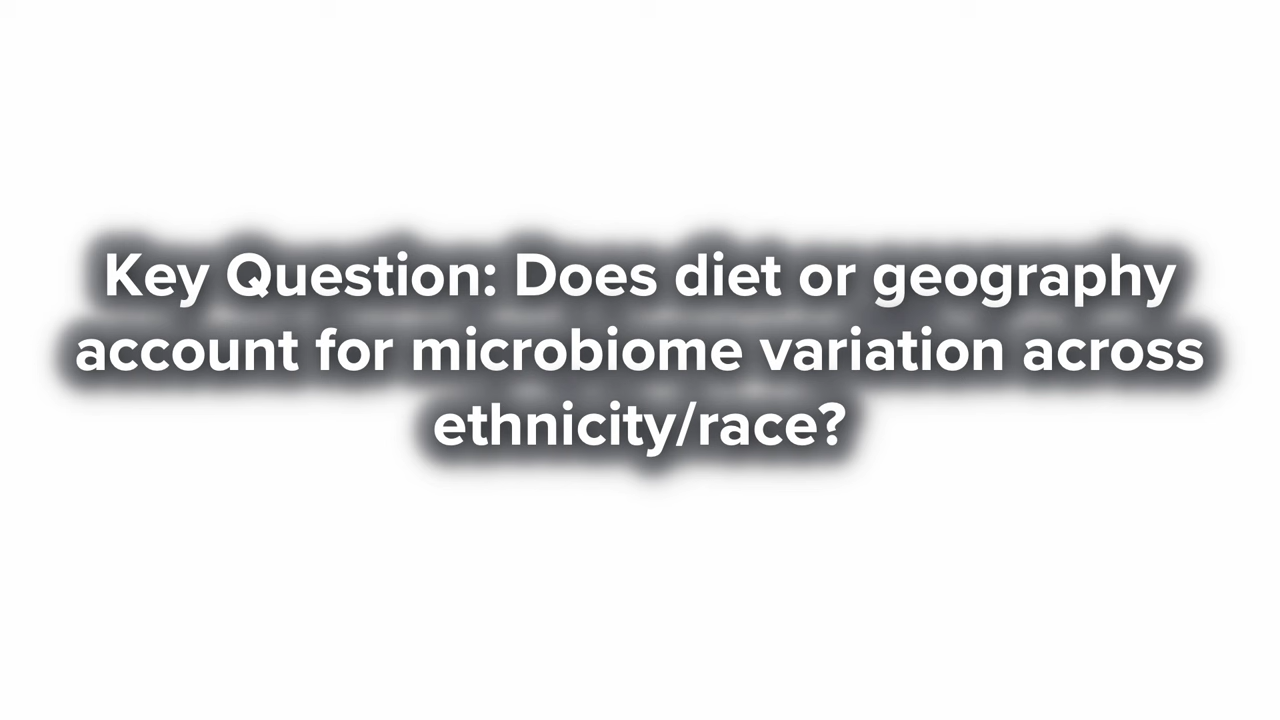 Key Question: Does diet or geography
account for microbiome variation across
ethnicity/race?